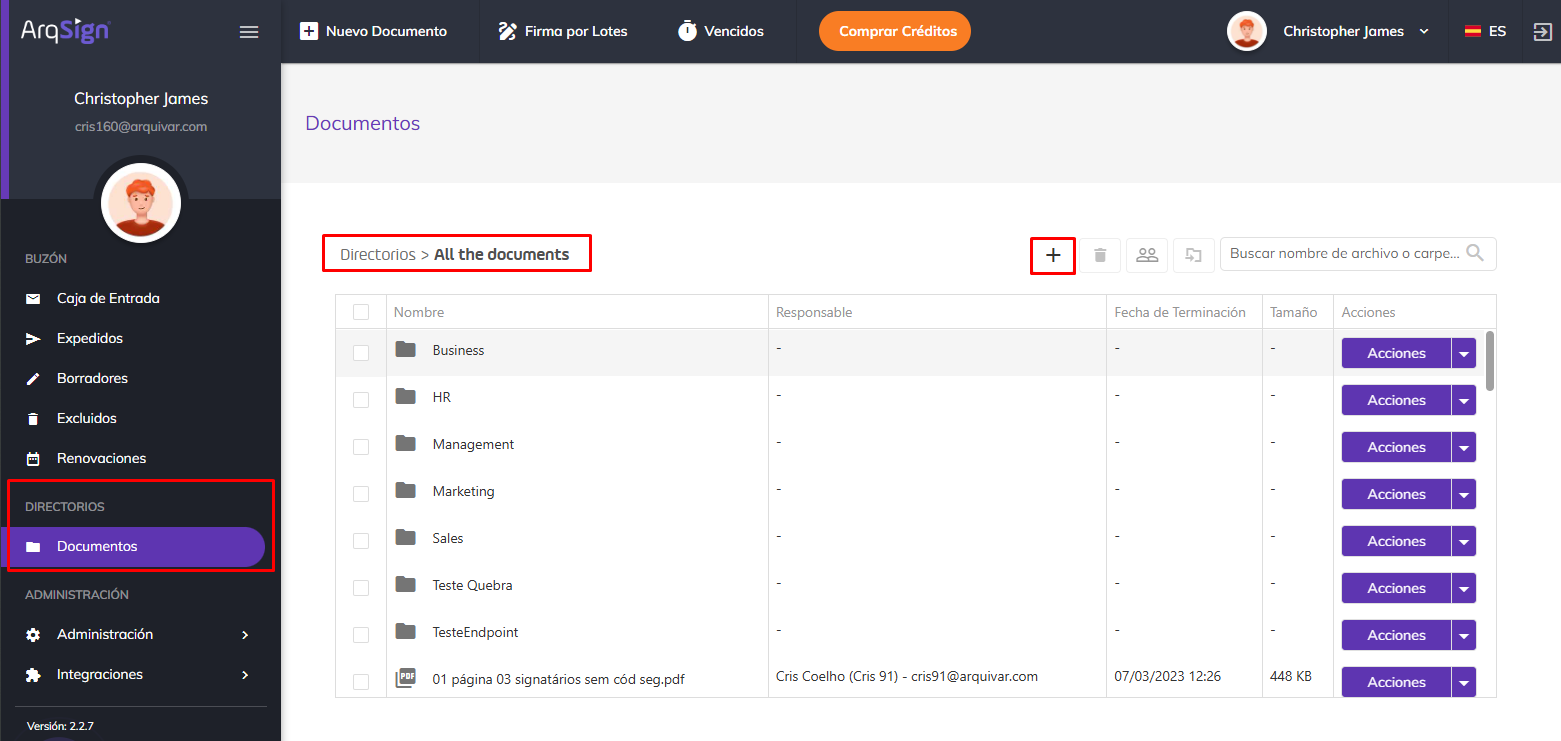 ArqSign
Nuevo Documento
Firma por Lotes
Vencidos
Comprar Créditos
Christopher James
ES
Christopher James
cris160@arquivar.com
BUZÓN
Caja de Entrada
Expedidos
Borradores
Excluidos
Renovaciones
DIRECTORIOS
Documentos
ADMINISTRACIÓN
Administración
Integraciones
Versión: 2.2.7
Documentos
Directorios > All the documents
+
Buscar nombre de archivo o carpe...
Nombre Responsable Fecha de Terminación Tamaño Acciones
Business - - - Acciones
HR - - - Acciones
Management - - - Acciones
Marketing - - - Acciones
Sales - - - Acciones
Teste Quebra - - - Acciones
TesteEndpoint - - - Acciones
PDF 01 página 03 signatários sem cód seg.pdf Cris Coelho (Cris 91) - cris91@arquivar.com 07/03/2023 12:26 448 KB Acciones